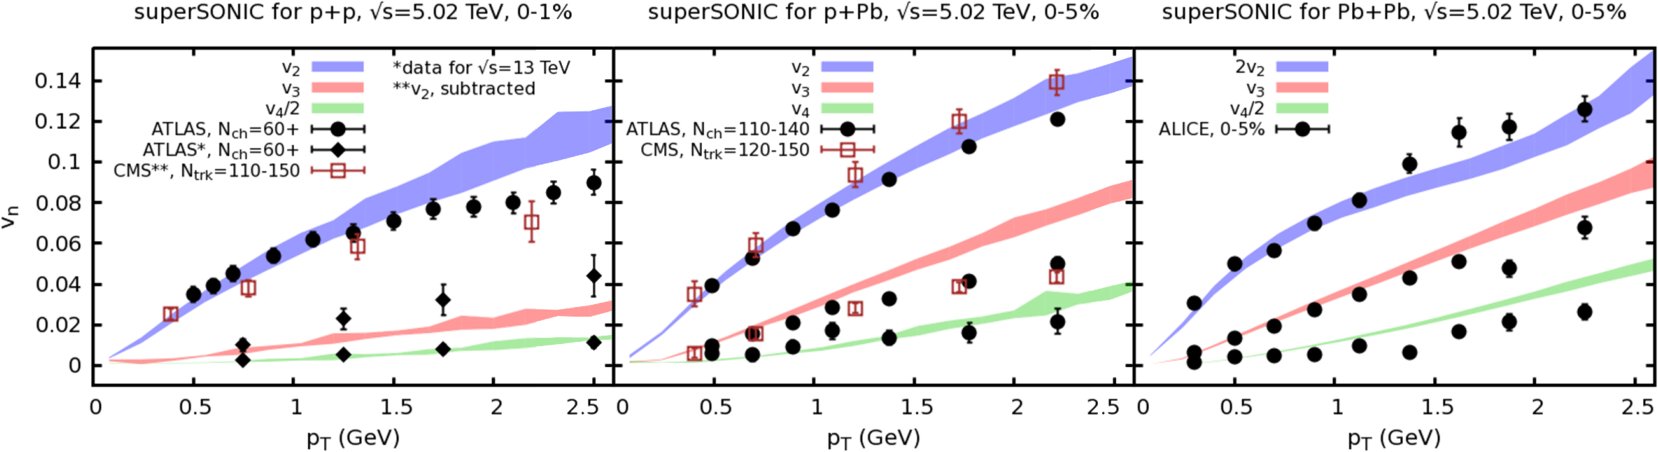 superSONIC for p+p, √s=5.02 TeV, 0-1%
superSONIC for p+Pb, √s=5.02 TeV, 0-5%
superSONIC for Pb+Pb, √s=5.02 TeV, 0-5%
vn
0.14
0.12
0.1
0.08
0.06
0.04
0.02
0
v2
v3
v4/2
ATLAS, Nch=60+
ATLAS*, Nch=60+
CMS**, Ntrk=110-150
*data for √s=13 TeV
**v2, subtracted
0 0.5 1 1.5 2 2.5
pT (GeV)
v2
v3
v4
ATLAS, Nch=110-140
CMS, Ntrk=120-150
0 0.5 1 1.5 2 2.5
pT (GeV)
2v2
v3
v4/2
ALICE, 0-5%
0 0.5 1 1.5 2 2.5
pT (GeV)